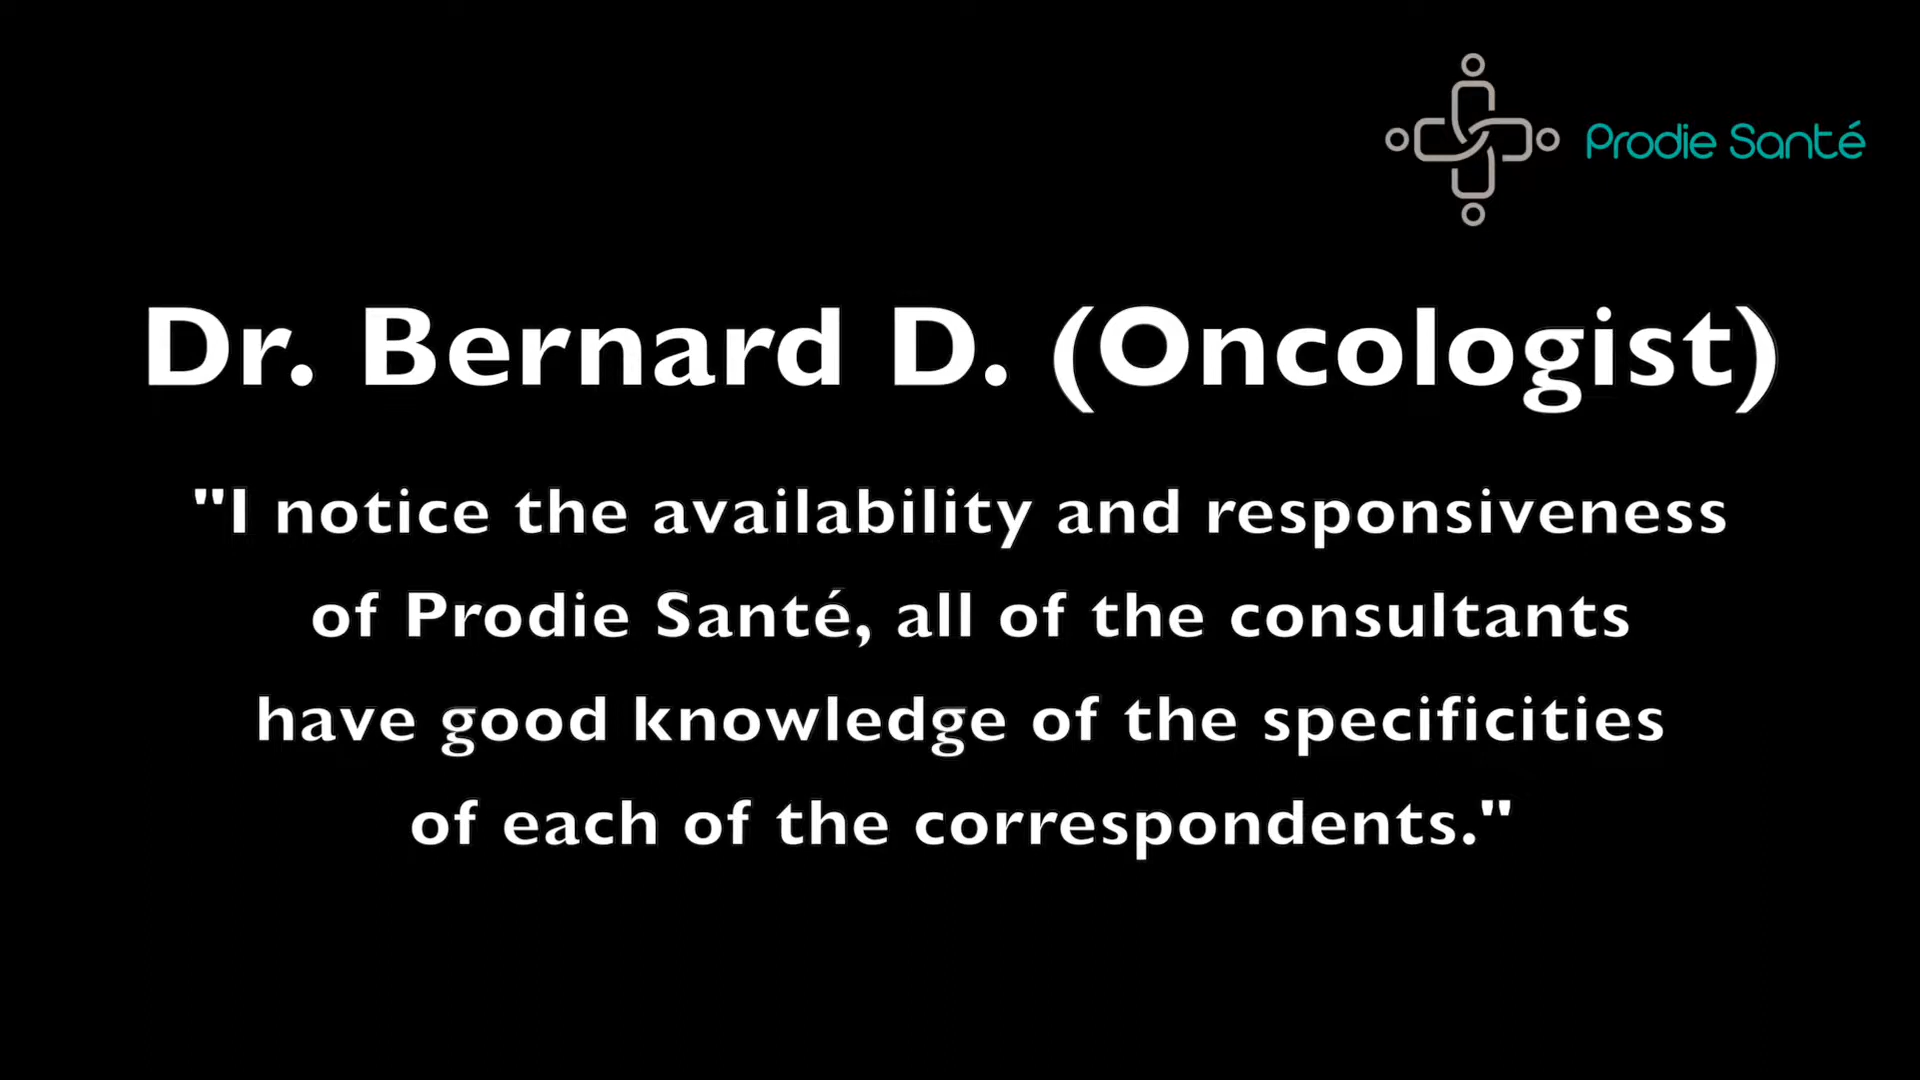 Prodie Santé
Dr. Bernard D. (Oncologist)
"I notice the availability and responsiveness
of Prodie Santé, all of the consultants
have good knowledge of the specificities
of each of the correspondents."